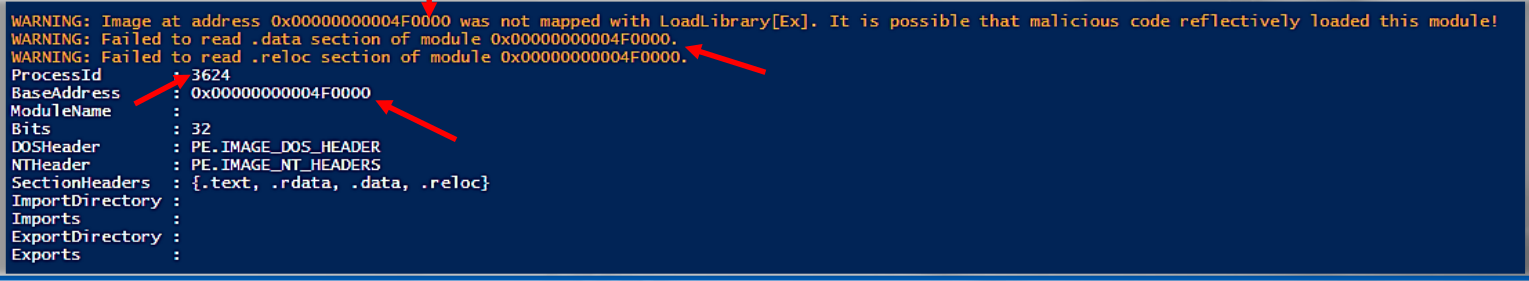 WARNING: Image at address 0x00000000004F0000 was not mapped with LoadLibrary[Ex]. It is possible that malicious code reflectively loaded this module!
WARNING: Failed to read .data section of module 0x00000000004F0000.
WARNING: Failed to read .reloc section of module 0x00000000004F0000.
ProcessId : 3624
BaseAddress : 0x00000000004F0000
ModuleName :
Bits : 32
DOSHeader : PE.IMAGE_DOS_HEADER
NTHeader : PE.IMAGE_NT_HEADERS
SectionHeaders : {.text, .rdata, .data, .reloc}
ImportDirectory :
Imports :
ExportDirectory :
Exports :